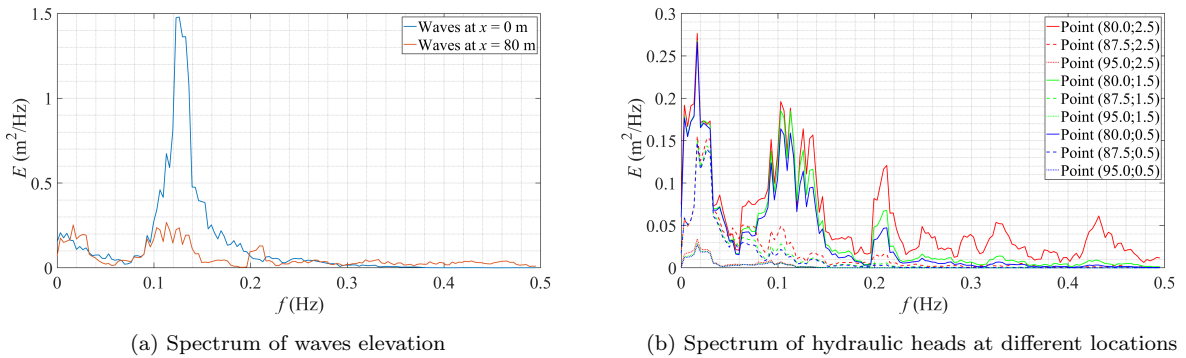 1.5
1
0.5
0
E (m²/Hz)
0 0.1 0.2 0.3 0.4 0.5
f (Hz)
Waves at x = 0 m
Waves at x = 80 m
(a) Spectrum of waves elevation
0.3
0.25
0.2
0.15
0.1
0.05
0
E (m²/Hz)
0 0.1 0.2 0.3 0.4 0.5
f (Hz)
Point (80.0;2.5)
Point (87.5;2.5)
Point (95.0;2.5)
Point (80.0;1.5)
Point (87.5;1.5)
Point (95.0;1.5)
Point (80.0;0.5)
Point (87.5;0.5)
Point (95.0;0.5)
(b) Spectrum of hydraulic heads at different locations